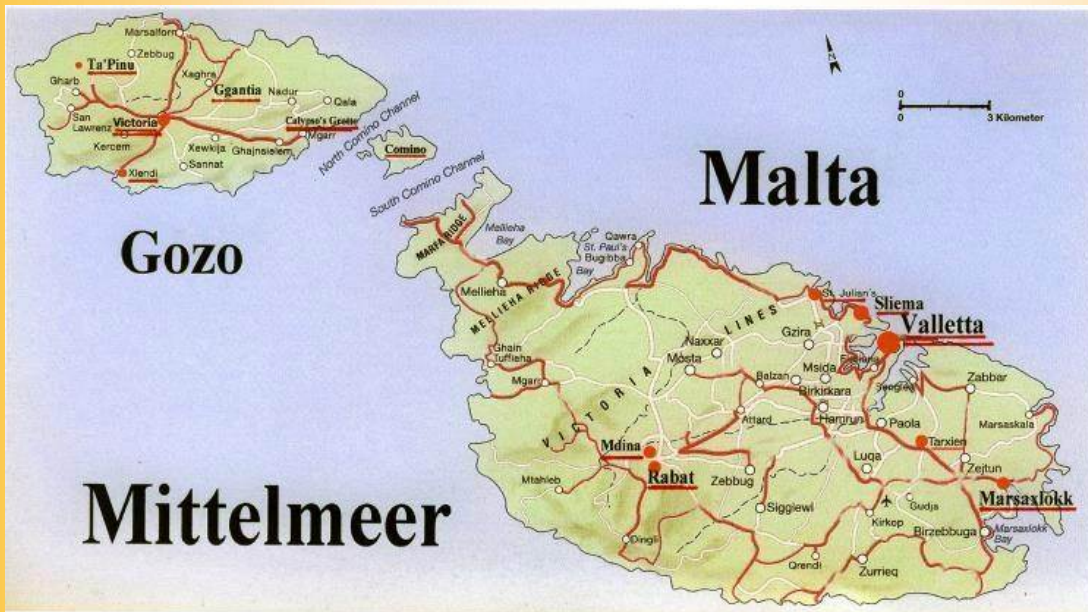 Marsalforn
Zebbug
Ta'Pinu
Xaghra
Gharb
Ggantia
Nadur
Qala
San
Lawrenz
Victoria
Calypso's Grotto
Mgarr
Kercem
Xewkija
Ghajnsielem
Sannat
Xlendi
North Comino Channel
Comino
South Comino Channel
N
0
0
3 Kilometer
Malta
Gozo
MARFA RIDGE
Mellieha
Bay
Qawra
St. Paul's
Bugibba
Bay
Mellieha
MELLIEHA RIDGE
St. Julian's
Sliema
VICTORIA LINES
Gzira
Valletta
Naxxar
Ghain
Tuffieha
Mosta
Msida
Floriana
Mgarr
Balzan
Birkirkara
Senglea
Zabbar
Attard
Hamrun
Paola
Marsaskala
Mdina
Tarxien
Rabat
Luqa
Zejtun
Mtahleb
Zebbug
Marsaxlokk
Siggiewi
Gudja
Mittelmeer
Kirkop
Birzebbuga
Marsaxlokk
Bay
Dingli
Qrendi
Zurrieq